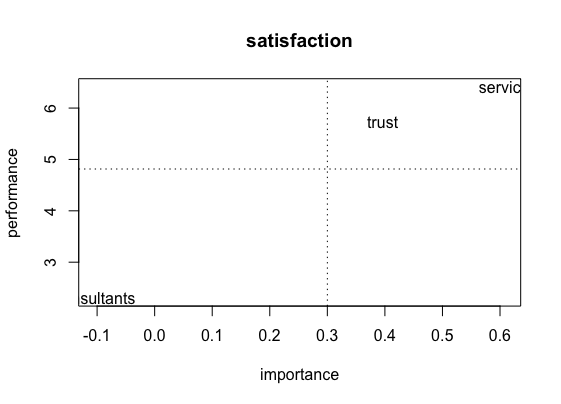 satisfaction
servic
trust
sultants
performance
6
5
4
3
-0.1 0.0 0.1 0.2 0.3 0.4 0.5 0.6
importance